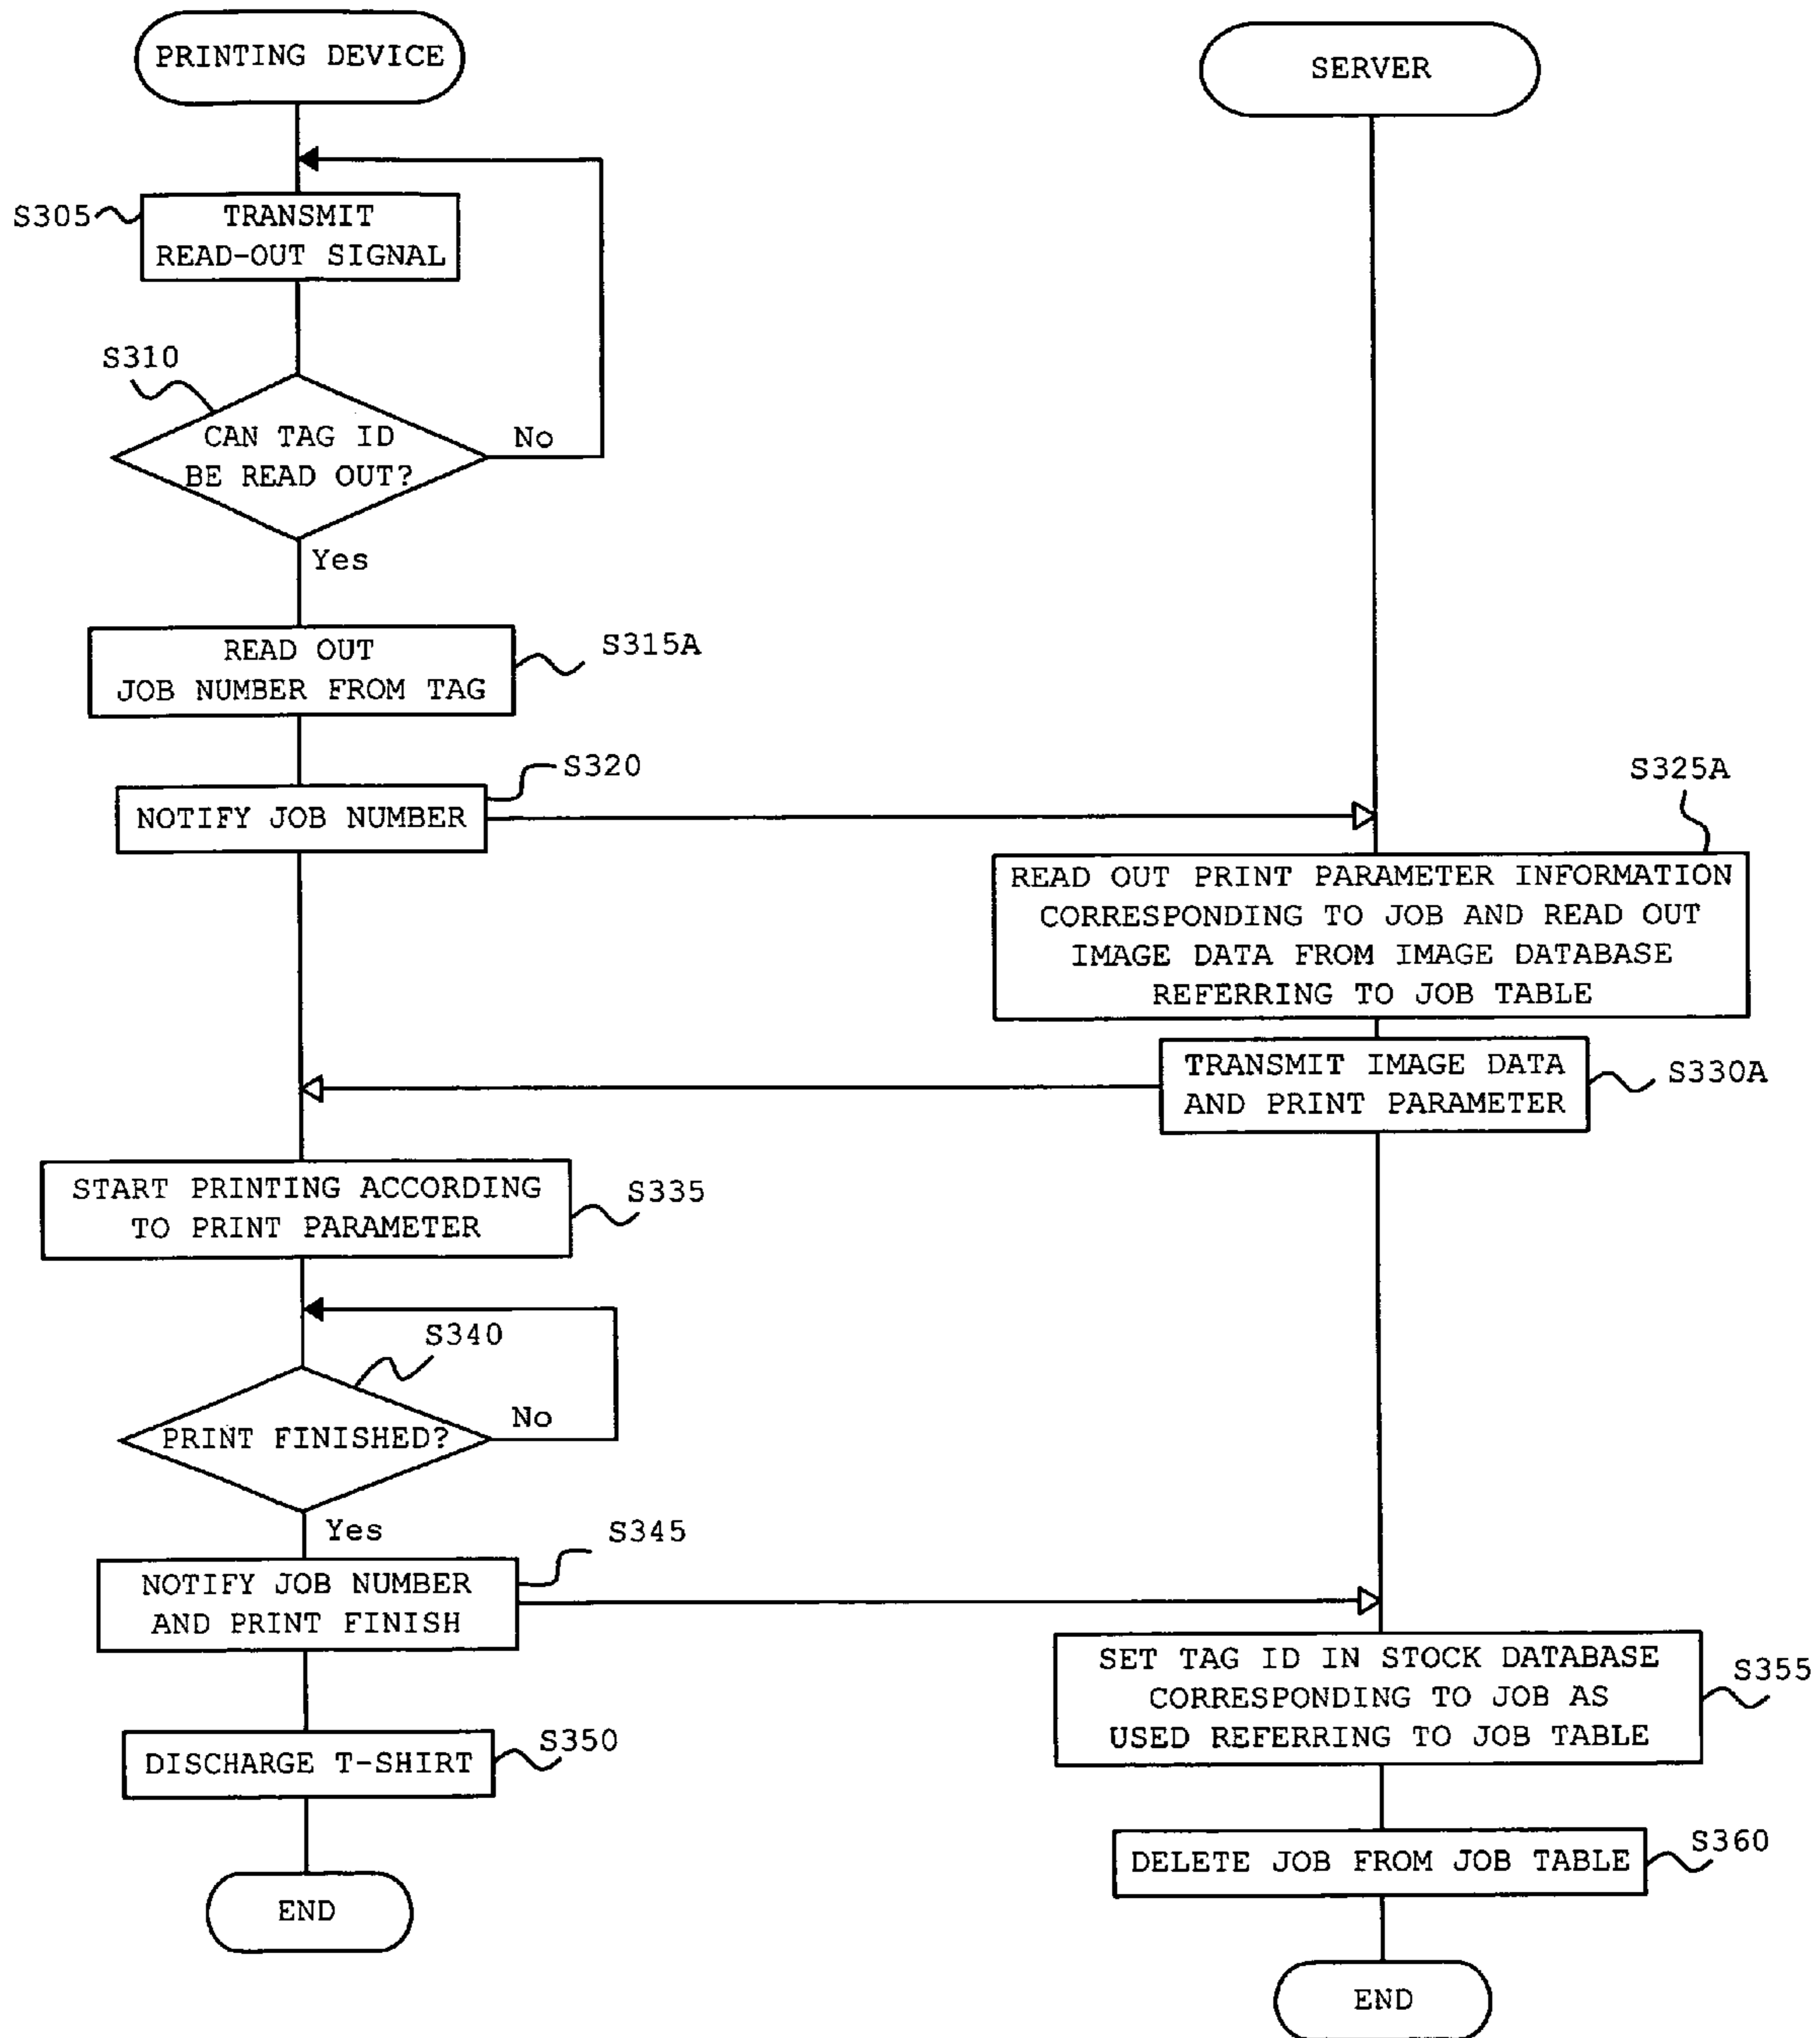 PRINTING DEVICE
SERVER
S305
TRANSMIT
READ-OUT SIGNAL
S310
CAN TAG ID
BE READ OUT?
No
Yes
READ OUT
JOB NUMBER FROM TAG
S315A
S320
NOTIFY JOB NUMBER
S325A
READ OUT PRINT PARAMETER INFORMATION
CORRESPONDING TO JOB AND READ OUT
IMAGE DATA FROM IMAGE DATABASE
REFERRING TO JOB TABLE
TRANSMIT IMAGE DATA
AND PRINT PARAMETER
S330A
START PRINTING ACCORDING
TO PRINT PARAMETER
S335
S340
PRINT FINISHED?
No
Yes
S345
NOTIFY JOB NUMBER
AND PRINT FINISH
SET TAG ID IN STOCK DATABASE
CORRESPONDING TO JOB AS
USED REFERRING TO JOB TABLE
S355
DISCHARGE T-SHIRT
S350
DELETE JOB FROM JOB TABLE
S360
END
END